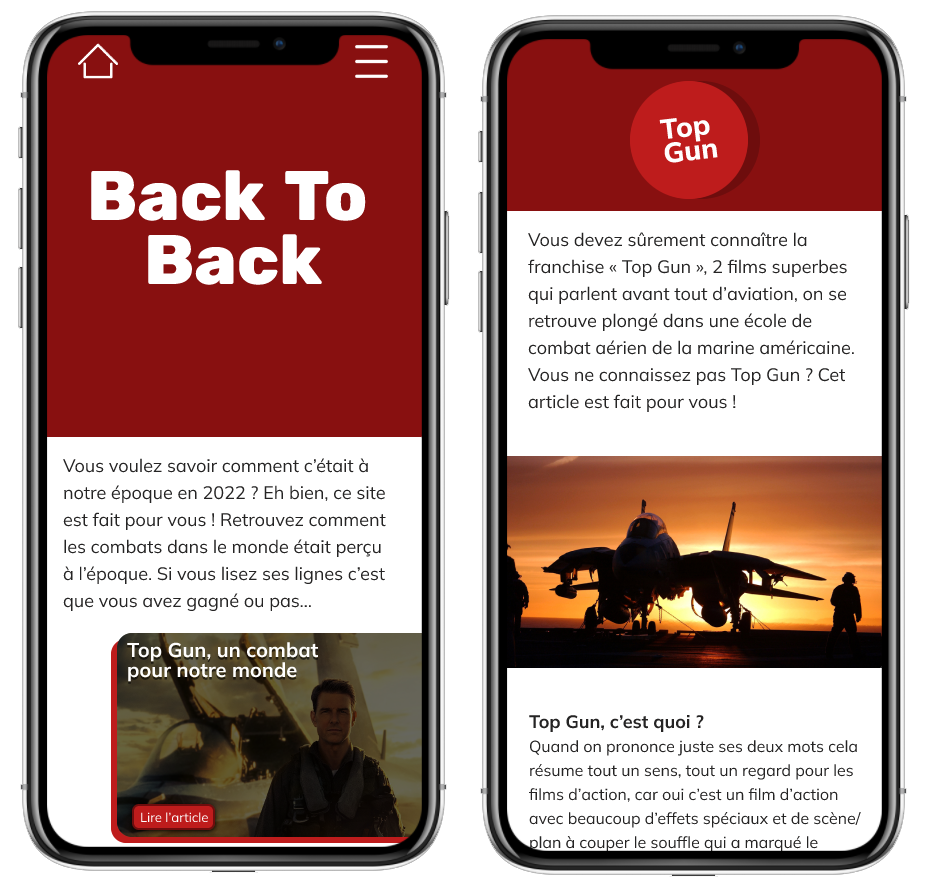 Back To
Back
Vous voulez savoir comment c’était à
notre époque en 2022 ? Eh bien, ce site
est fait pour vous ! Retrouvez comment
les combats dans le monde était perçu
à l’époque. Si vous lisez ses lignes c’est
que vous avez gagné ou pas...
Top Gun, un combat
pour notre monde
Lire l’article
Top
Gun
Vous devez sûrement connaître la
franchise « Top Gun », 2 films superbes
qui parlent avant tout d’aviation, on se
retrouve plongé dans une école de
combat aérien de la marine américaine.
Vous ne connaissez pas Top Gun ? Cet
article est fait pour vous !
Top Gun, c’est quoi ?
Quand on prononce juste ses deux mots cela
résume tout un sens, tout un regard pour les
films d’action, car oui c’est un film d’action
avec beaucoup d’effets spéciaux et de scène/
plan à couper le souffle qui a marqué le